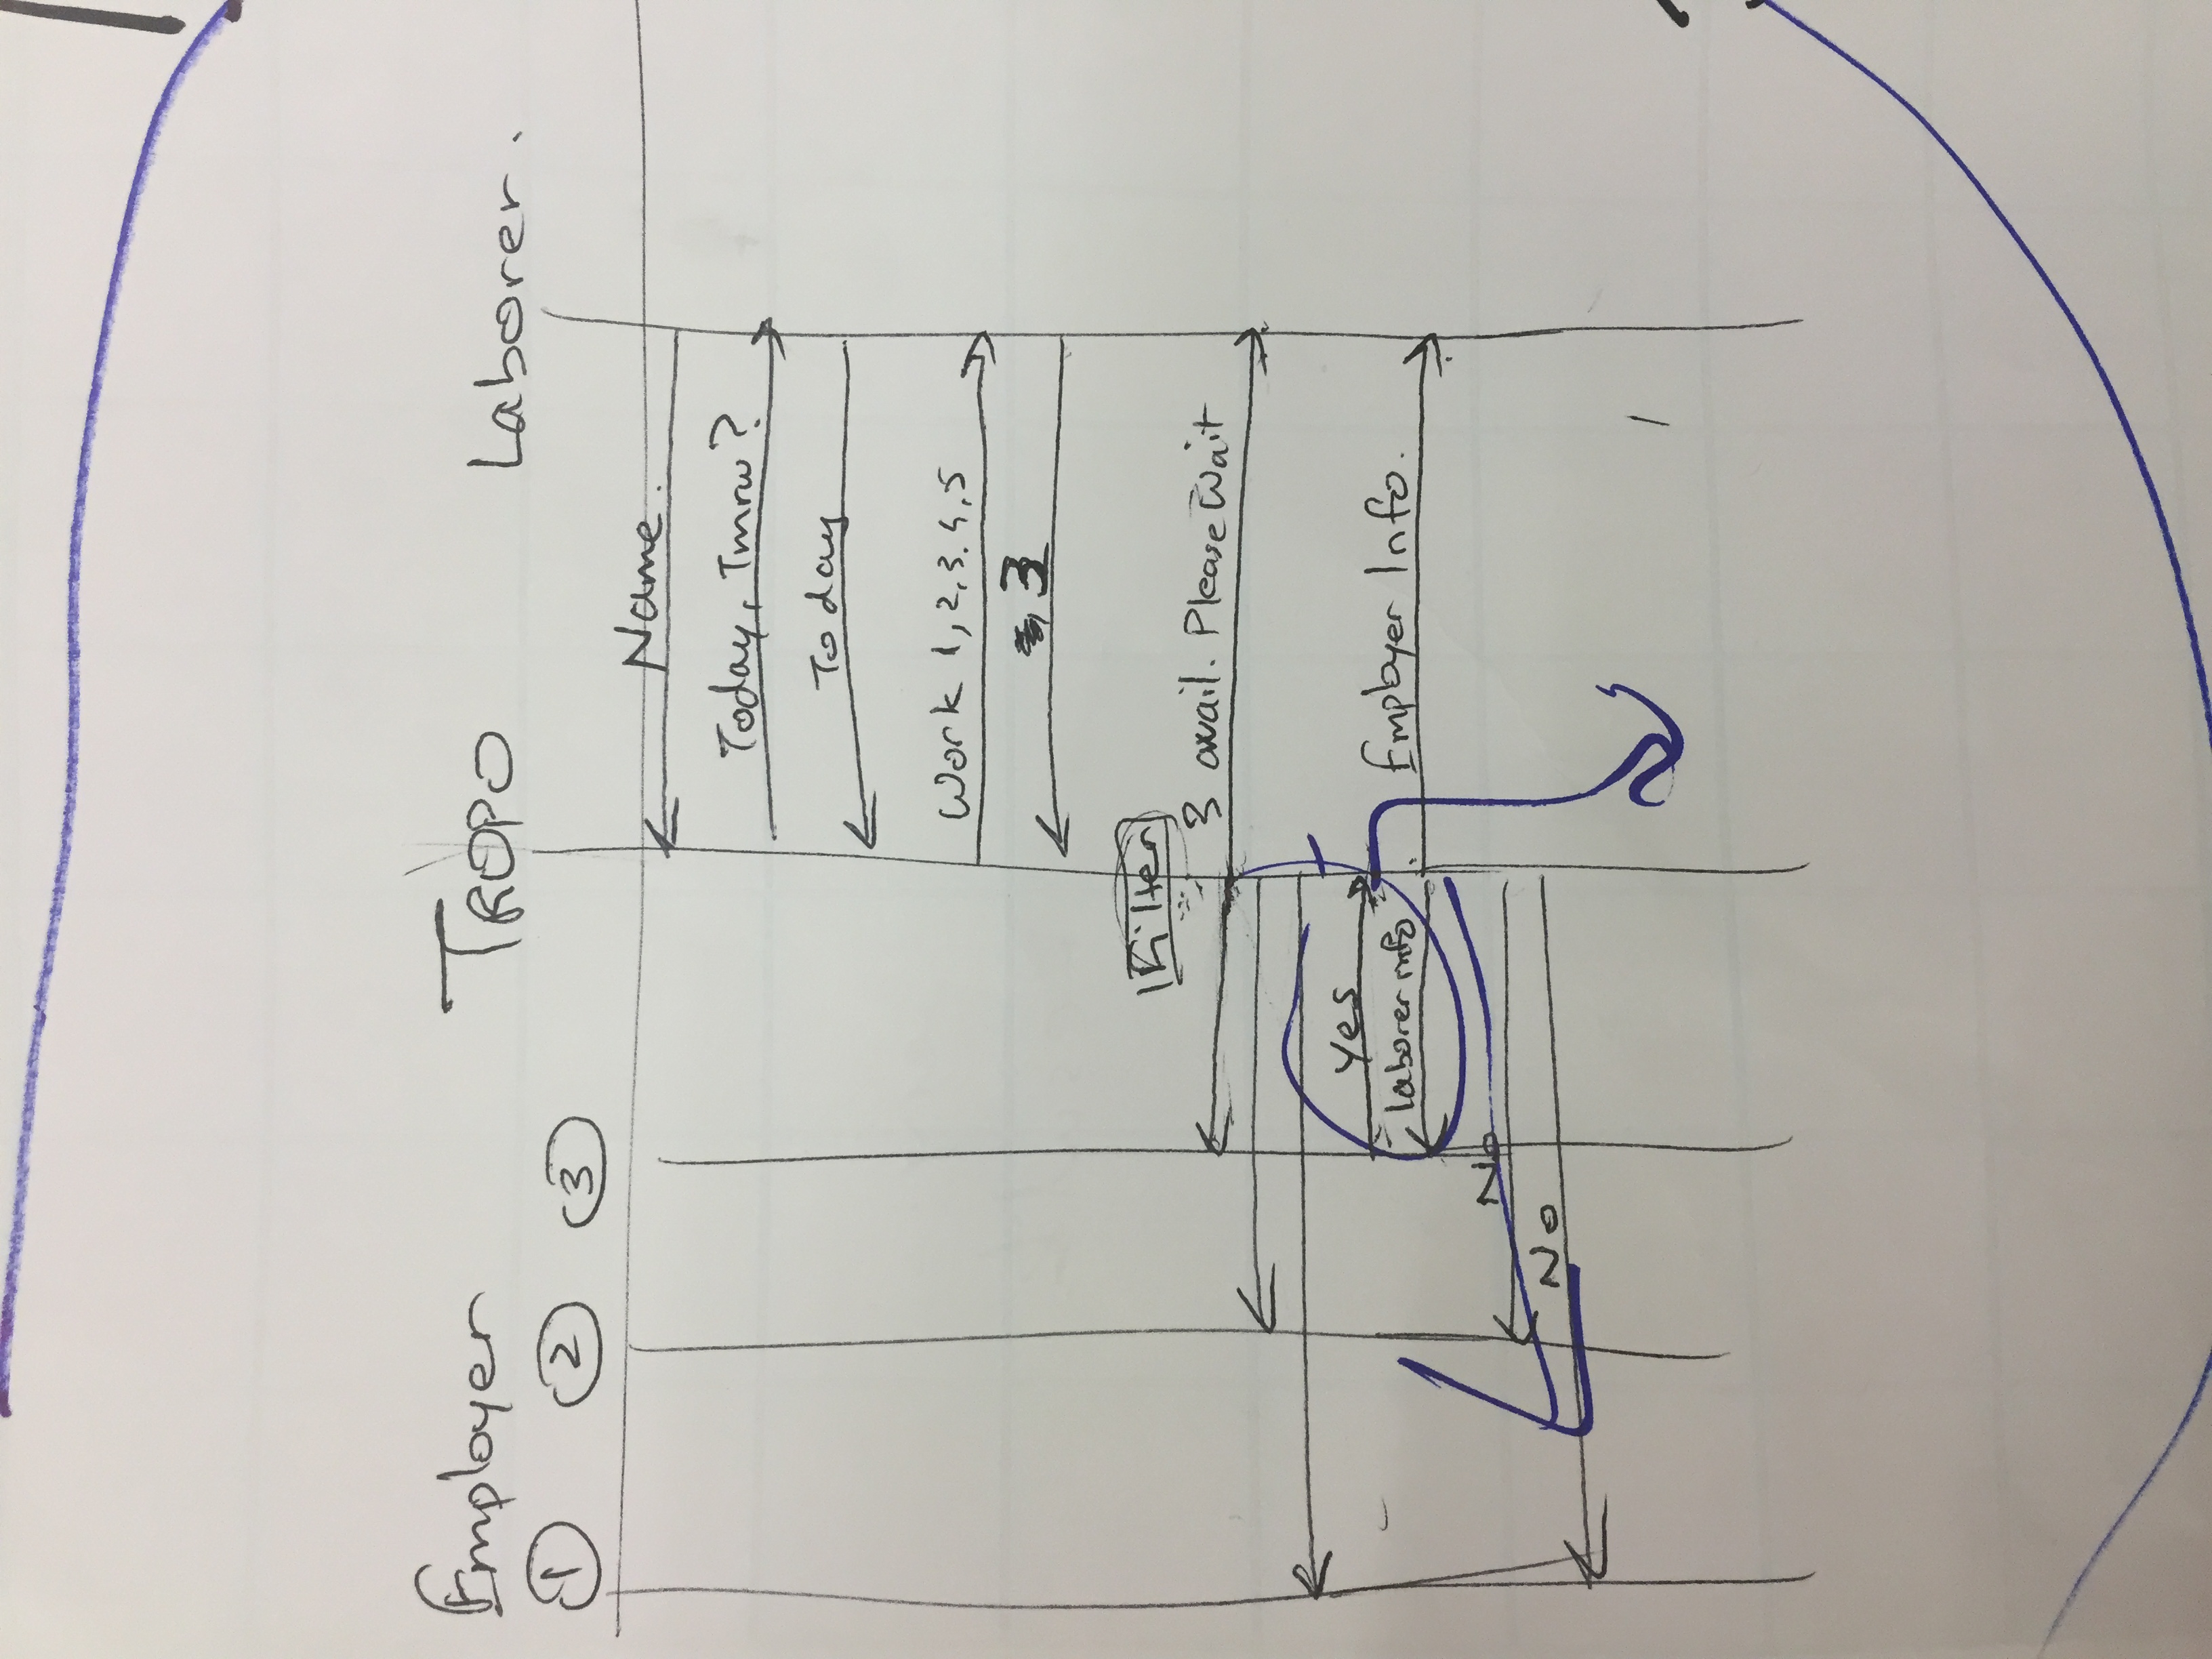 Employer
TROPO
Laborer.
1 2 3
Name.
Today, Tmrw?
Today
Work 1, 2, 3. 4, 5
3
Filter
3 avail. Please Wait
Yes
laborer info
Employer Info.
No
No